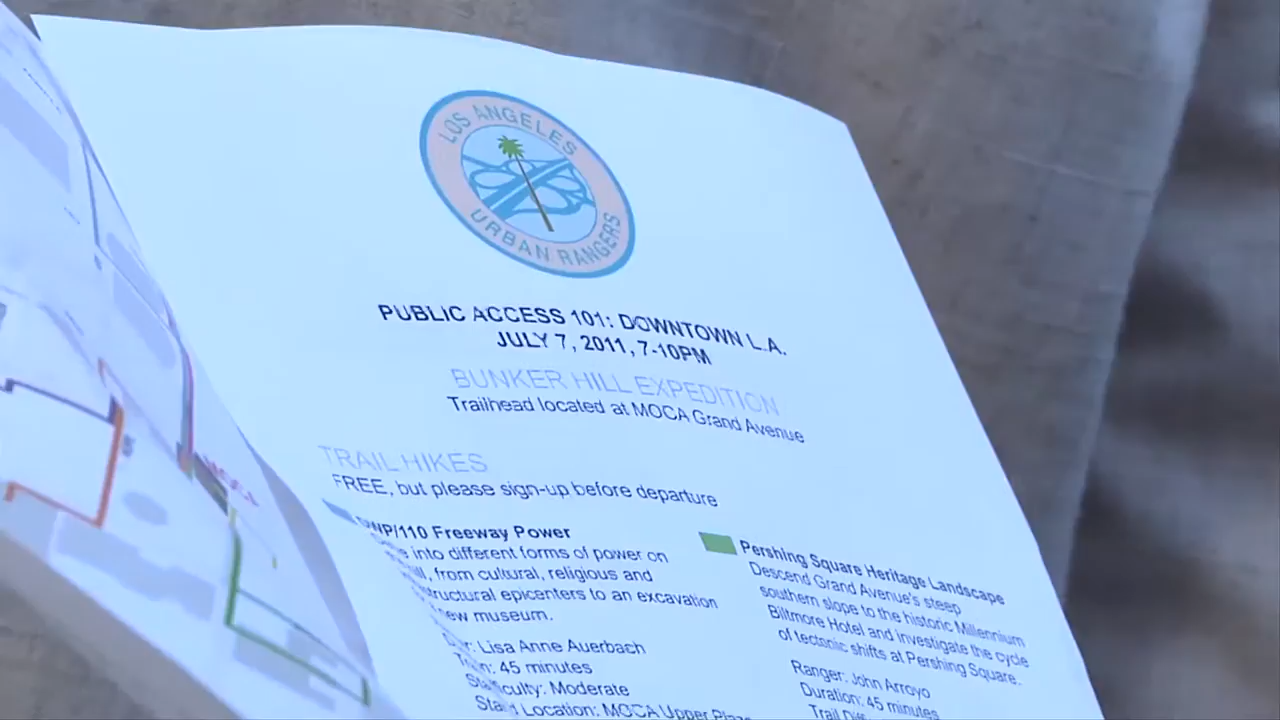 LOS ANGELES
URBAN RANGERS
PUBLIC ACCESS 101: DOWNTOWN L.A.
JULY 7, 2011, 7-10PM
BUNKER HILL EXPEDITION
Trailhead located at MOCA Grand Avenue
TRAIL HIKES
FREE, but please sign-up before departure
DWP/110 Freeway Power
into different forms of power on
from cultural, religious and
epicenters to an excavation
new museum.
Lisa Anne Auerbach
45 minutes
Moderate
Location: MOCA Upper Plaza
Pershing Square Heritage Landscape
Descend Grand Avenue's steep
southern slope to the historic Millennium
Biltmore Hotel and investigate the cycle
of tectonic shifts at Pershing Square.
Ranger: John Arroyo
Duration: 45 minutes
Trail